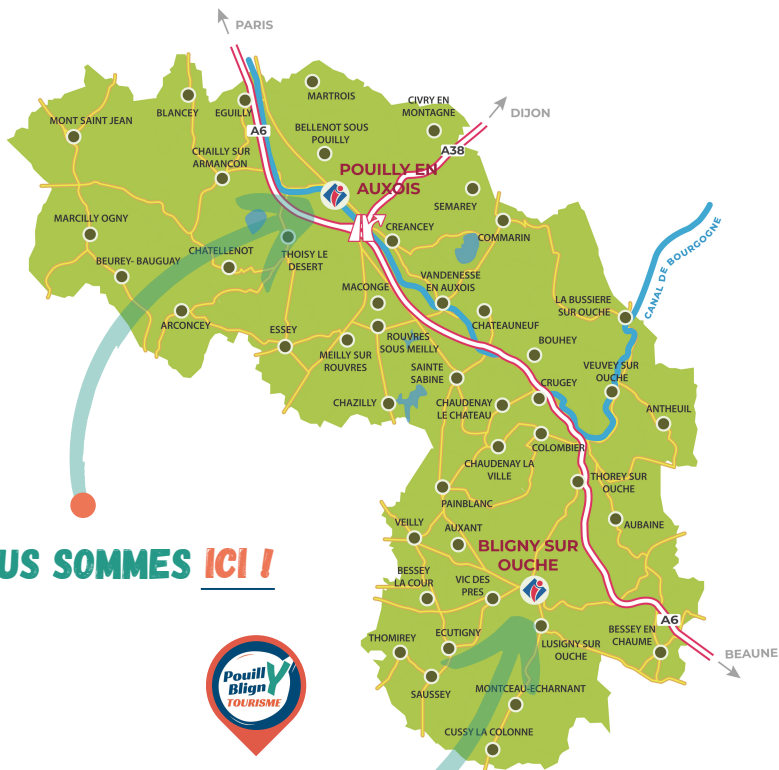 PARIS
DIJON
MARTROIS
CIVRY EN
MONTAGNE
BLANCEY
EGUILLY
MONT SAINT JEAN
A6
BELLENOT SOUS
POUILLY
A38
CHAILLY SUR
ARMANCON
POUILLY EN
AUXOIS
SEMAREY
MARCILLY OGNY
CREANCEY
COMMARIN
CANAL DE BOURGOGNE
BEUREY- BAUGUAY
CHATELLENOT
THOISY LE
DESERT
VANDENESSE
EN AUXOIS
MACONGE
LA BUSSIERE
SUR OUCHE
ARCONCEY
ESSEY
CHATEAUNEUF
ROUVRES
SOUS MEILLY
BOUHEY
MEILLY SUR
ROUVRES
SAINTE
SABINE
VEUVEY SUR
OUCHE
CRUGEY
CHAZILLY
CHAUDENAY
LE CHATEAU
ANTHEUIL
COLOMBIER
CHAUDENAY LA
VILLE
THOREY SUR
OUCHE
PAINBLANC
VEILLY
AUXANT
AUBAINE
BLIGNY SUR
OUCHE
US SOMMES ICI !
BESSEY
LA COUR
VIC DES
PRES
A6
THOMIREY
ECUTIGNY
BESSEY EN
CHAUME
LUSIGNY SUR
OUCHE
BEAUNE
SAUSSEY
MONTCEAU-ECHARNANT
CUSSY LA COLONNE
Pouilly
Bligny
TOURISME